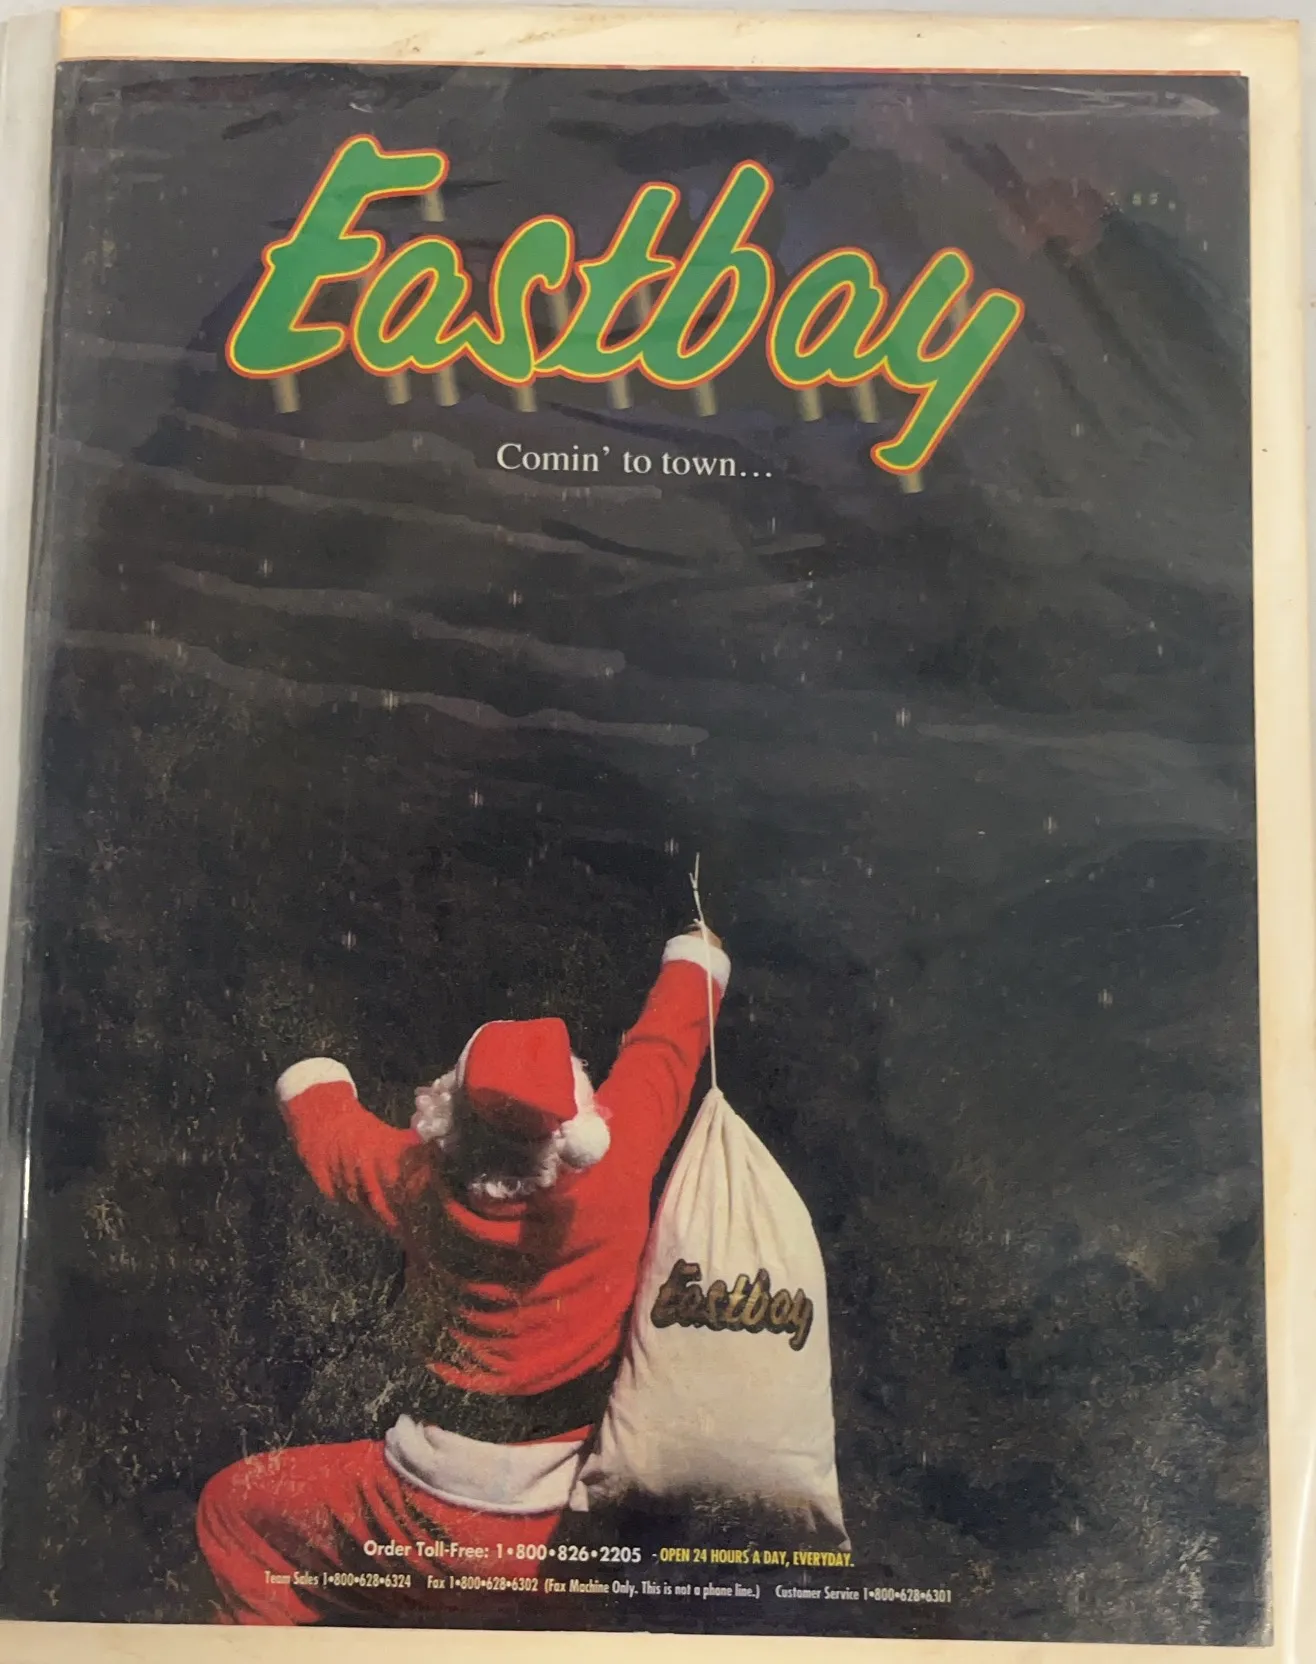 Eastbay
Comin' to town...
Eastbay
Order Toll-Free: 1•800•826•2205 - OPEN 24 HOURS A DAY, EVERYDAY.
Team Sales 1•800•628•6324 Fax 1•800•628•6302 (Fax Machine Only. This is not a phone line.) Customer Service 1•800•628•6301